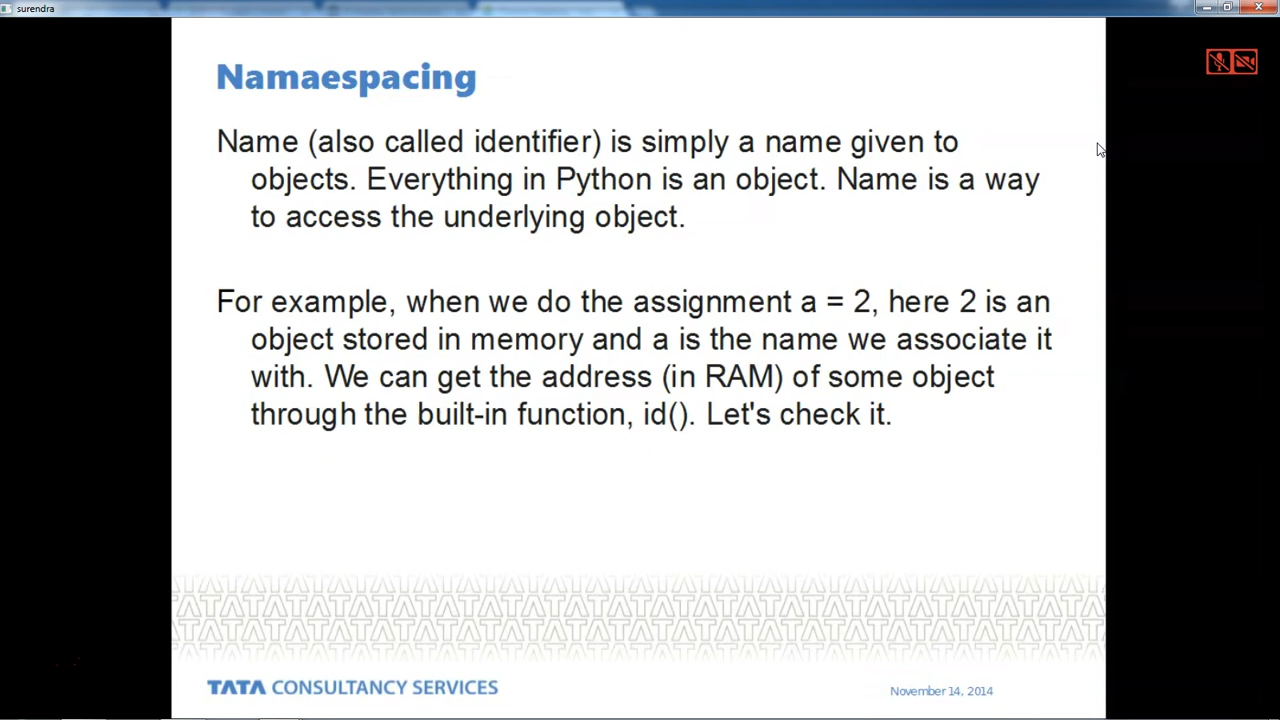 surendra
Namaespacing
Name (also called identifier) is simply a name given to
objects. Everything in Python is an object. Name is a way
to access the underlying object.
For example, when we do the assignment a = 2, here 2 is an
object stored in memory and a is the name we associate it
with. We can get the address (in RAM) of some object
through the built-in function, id(). Let's check it.
TATA CONSULTANCY SERVICES
November 14, 2014